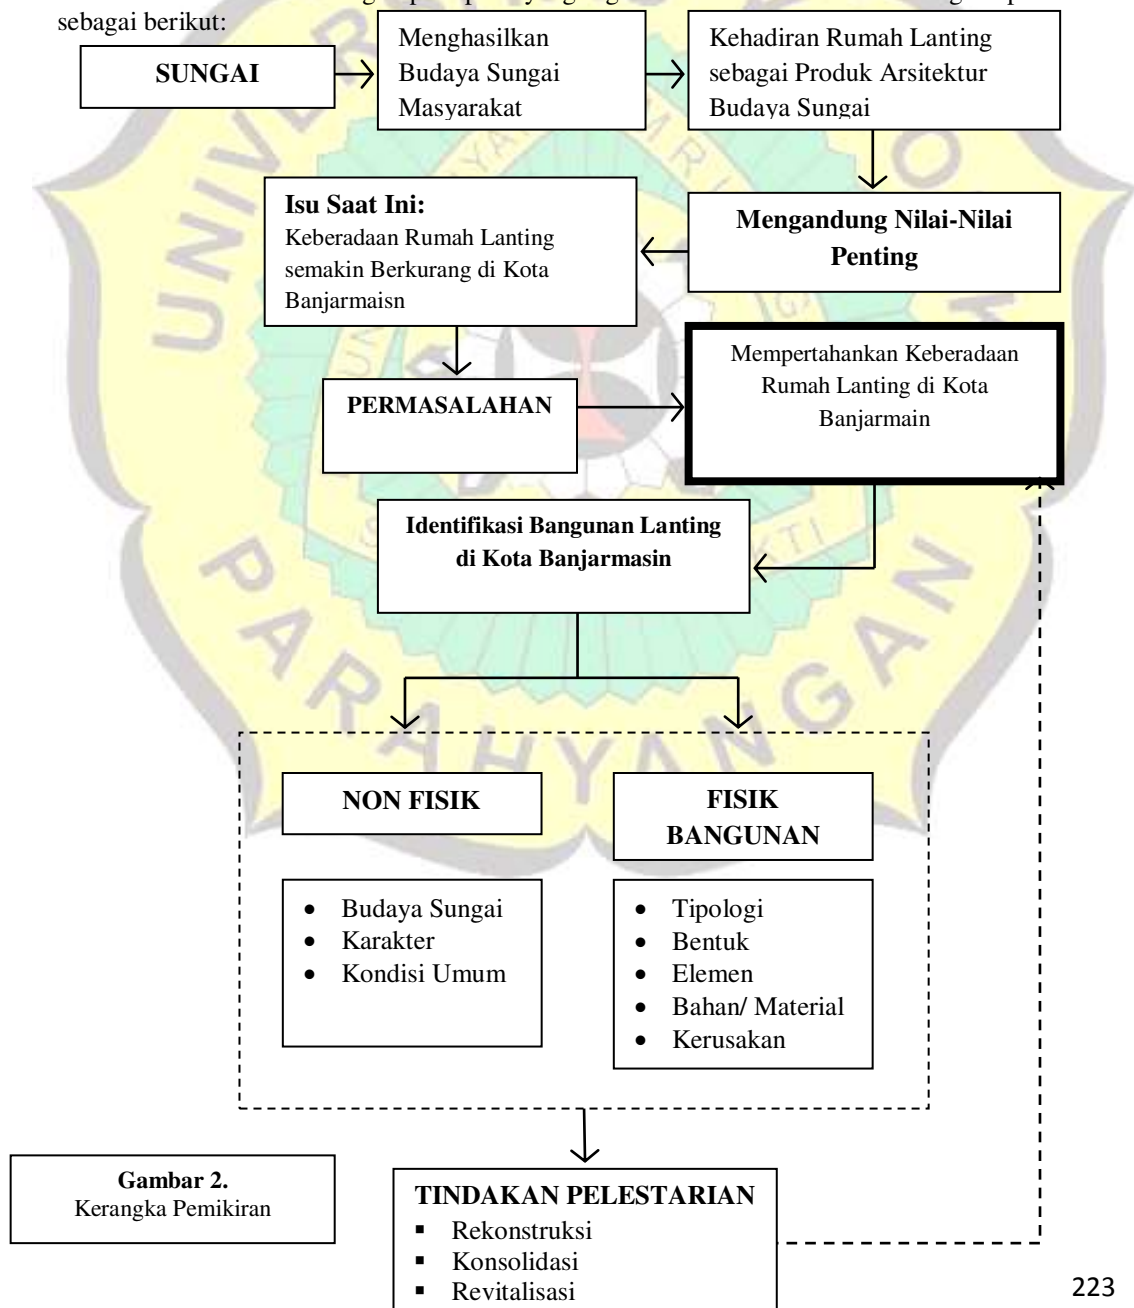 sebagai berikut:
SUNGAI
Menghasilkan
Budaya Sungai
Masyarakat
Kehadiran Rumah Lanting
sebagai Produk Arsitektur
Budaya Sungai
Mengandung Nilai-Nilai
Penting
Isu Saat Ini:
Keberadaan Rumah Lanting
semakin Berkurang di Kota
Banjarmaisn
PERMASALAHAN
Mempertahankan Keberadaan
Rumah Lanting di Kota
Banjarmain
Identifikasi Bangunan Lanting
di Kota Banjarmasin
NON FISIK
FISIK
BANGUNAN
• Budaya Sungai
• Karakter
• Kondisi Umum
• Tipologi
• Bentuk
• Elemen
• Bahan/ Material
• Kerusakan
Gambar 2.
Kerangka Pemikiran
TINDAKAN PELESTARIAN
▪ Rekonstruksi
▪ Konsolidasi
▪ Revitalisasi
223
PARAHYANGAN